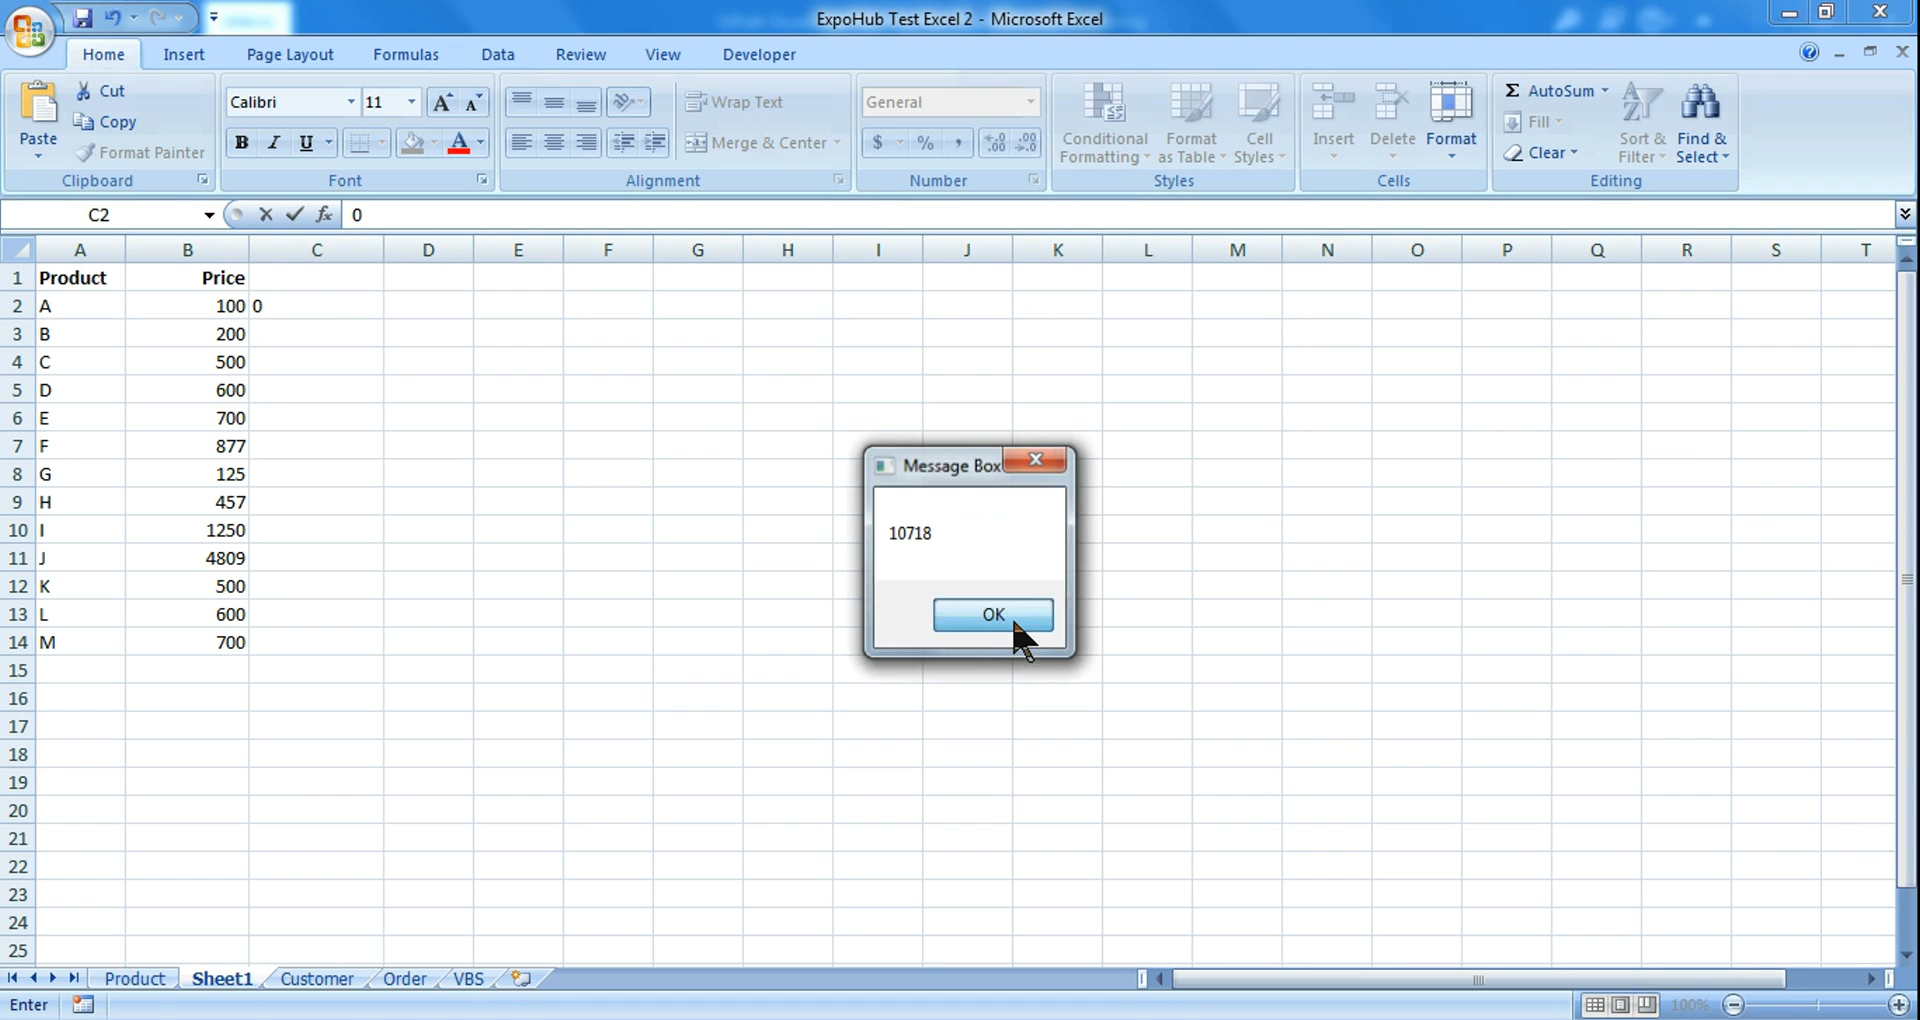 ExpoHub Test Excel 2 - Microsoft Excel
Home Insert Page Layout Formulas Data Review View Developer
Paste Cut Copy Format Painter
Clipboard
Calibri 11 A A
B I U A
Font
Wrap Text
Merge & Center
Alignment
General
$ % , .0 .00 .00 .0
Number
Conditional Formatting Format as Table Cell Styles
Styles
Insert Delete Format
Cells
Σ AutoSum Fill Clear
Sort & Filter Find & Select
Editing
C2 fx 0
A B C D E F G H I J K L M N O P Q R S T
1 Product Price
2 A 100 0
3 B 200
4 C 500
5 D 600
6 E 700
7 F 877
8 G 125
9 H 457
10 I 1250
11 J 4809
12 K 500
13 L 600
14 M 700
15
16
17
18
19
20
21
22
23
24
25
Message Box
10718
OK
Product Sheet1 Customer Order VBS
Enter 100%